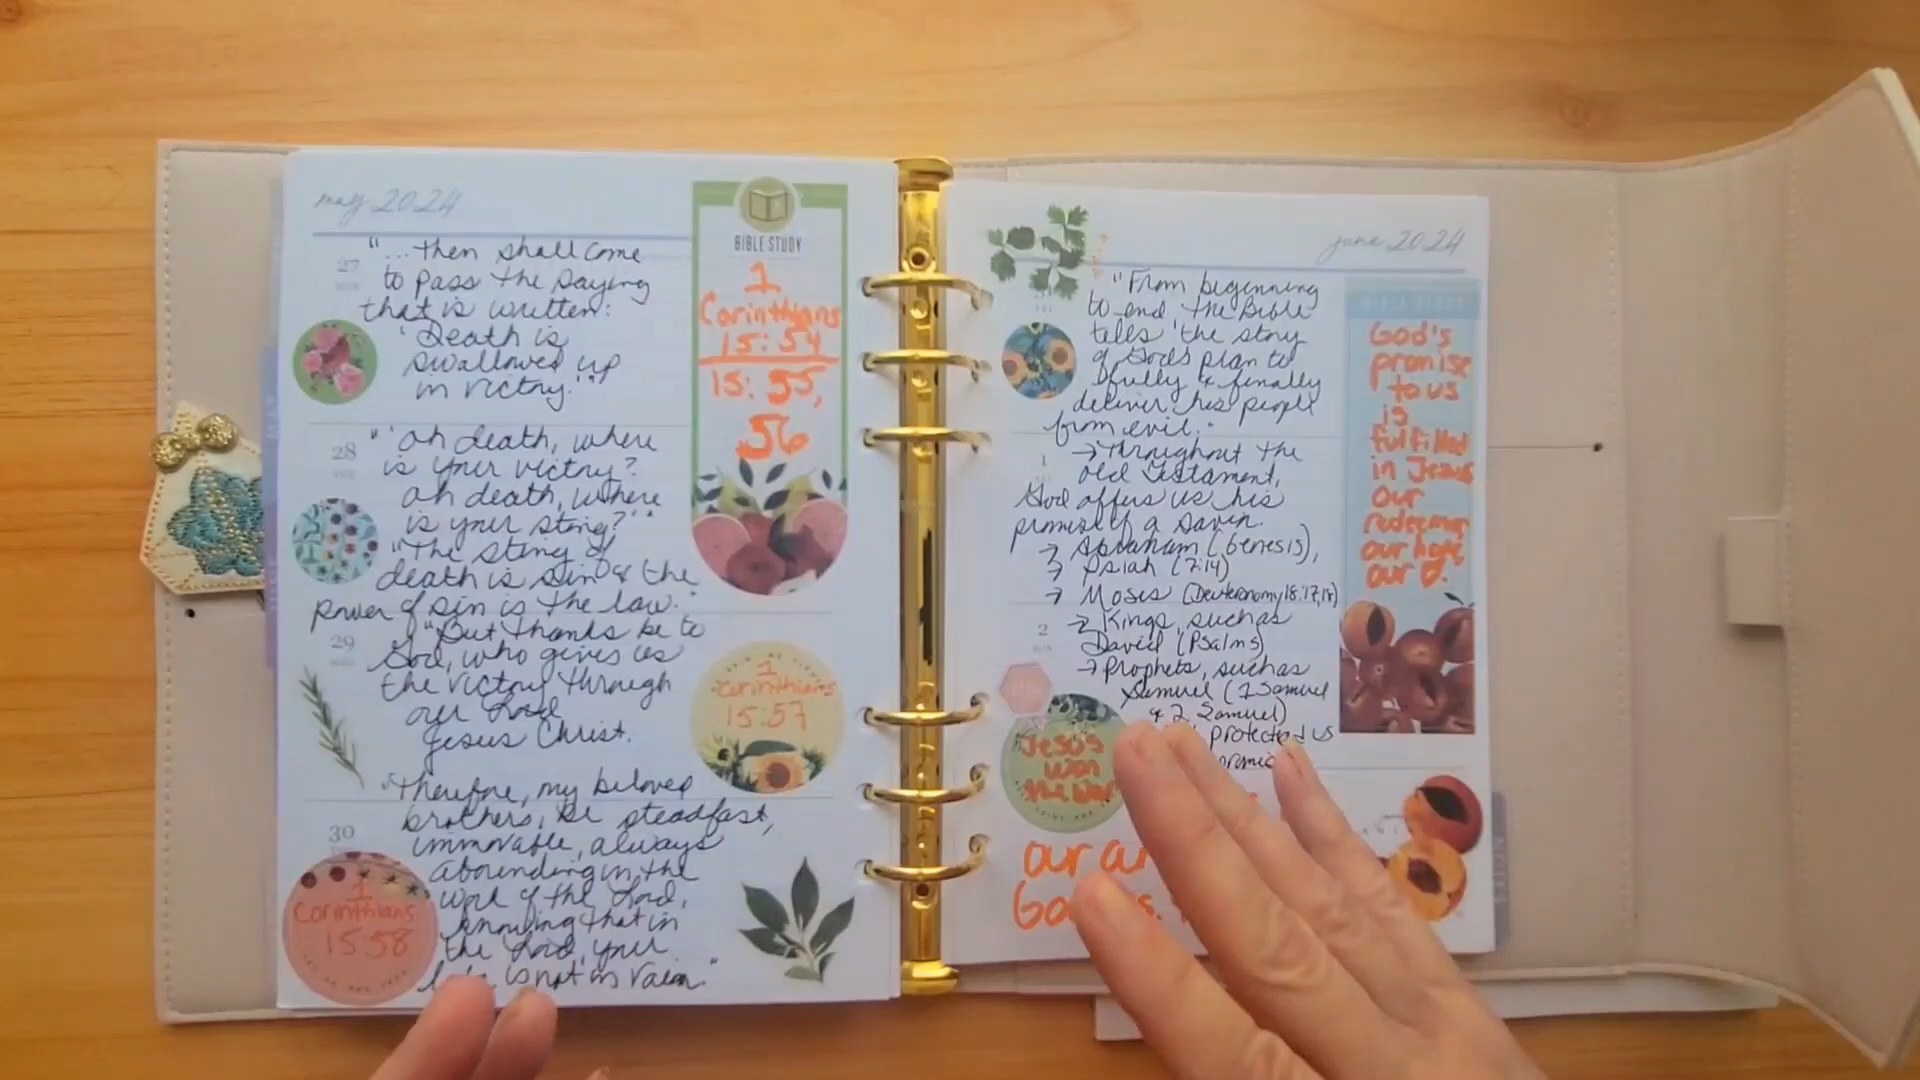 may 2024
27
"...then shall come
to pass the saying
that is written:
'Death is
swallowed up
in victory.'"
28
"'Oh death, where
is your victory?
Oh death, where
is your sting?'"
"The sting of
death is sin & the
power of sin is the law."
29
"But thanks be to
God, who gives us
the victory through
our Lord
Jesus Christ.
"Therefore, my beloved
brothers, be steadfast,
30
immovable, always
abounding in the
work of the Lord,
knowing that in
the Lord, your
is not in vain."
BIBLE STUDY
1
Corinthians
15:54
15:55,
56
1
Corinthians
15:57
1
Corinthians
15:58
june 2024
"From beginning
to end the Bible
tells the story
of God's plan to
fully & finally
deliver his people
from evil."
1
→ Throughout the
Old Testament,
God offers us his
promise of a
→ Abraham (Genesis),
→ (7:14)
→ Moses (Deuteronomy 18:17,18)
2
→ Kings, such as
David (Psalms)
→ Prophets, such as
Samuel (1 Samuel
& 2 Samuel)
protected us
BIBLE STUDY
God's
promise
to us
is
fulfilled
in Jesus
our
redeemer
our hope
our
Jesus
won
the war
our